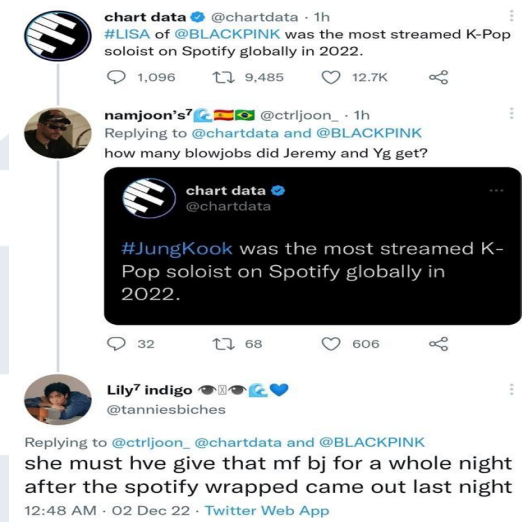 chart data @chartdata · 1h
#LISA of @BLACKPINK was the most streamed K-Pop
soloist on Spotify globally in 2022.
1,096 9,485 12.7K
namjoon's⁷🌊🇪🇸🇧🇷 @ctrljoon_ · 1h
Replying to @chartdata and @BLACKPINK
how many blowjobs did Jeremy and Yg get?
chart data
@chartdata
#JungKook was the most streamed K-
Pop soloist on Spotify globally in
2022.
32 68 606
Lily⁷ indigo 👁️👁️🌊💙
@tanniesbiches
Replying to @ctrljoon_ @chartdata and @BLACKPINK
she must hve give that mf bj for a whole night
after the spotify wrapped came out last night
12:48 AM · 02 Dec 22 · Twitter Web App